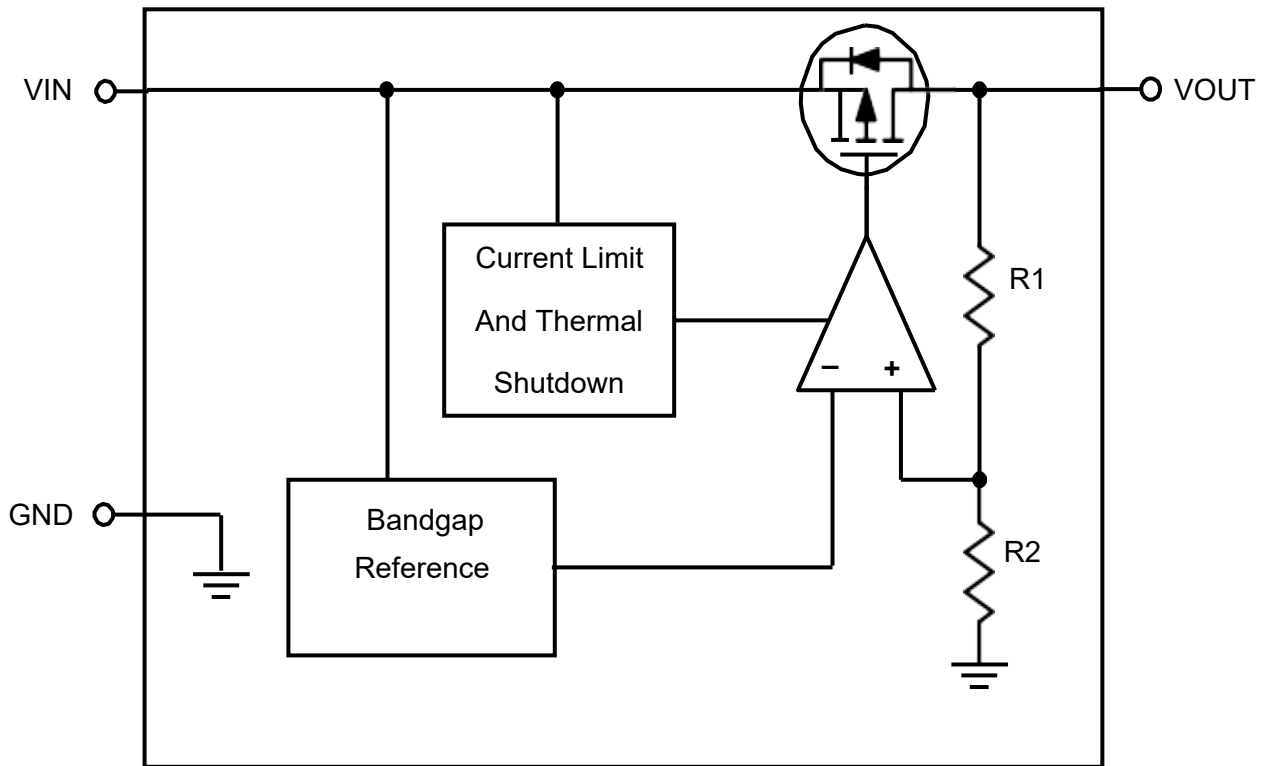 VIN
VOUT
Current Limit
And Thermal
Shutdown
R1
− +
GND
Bandgap
Reference
R2